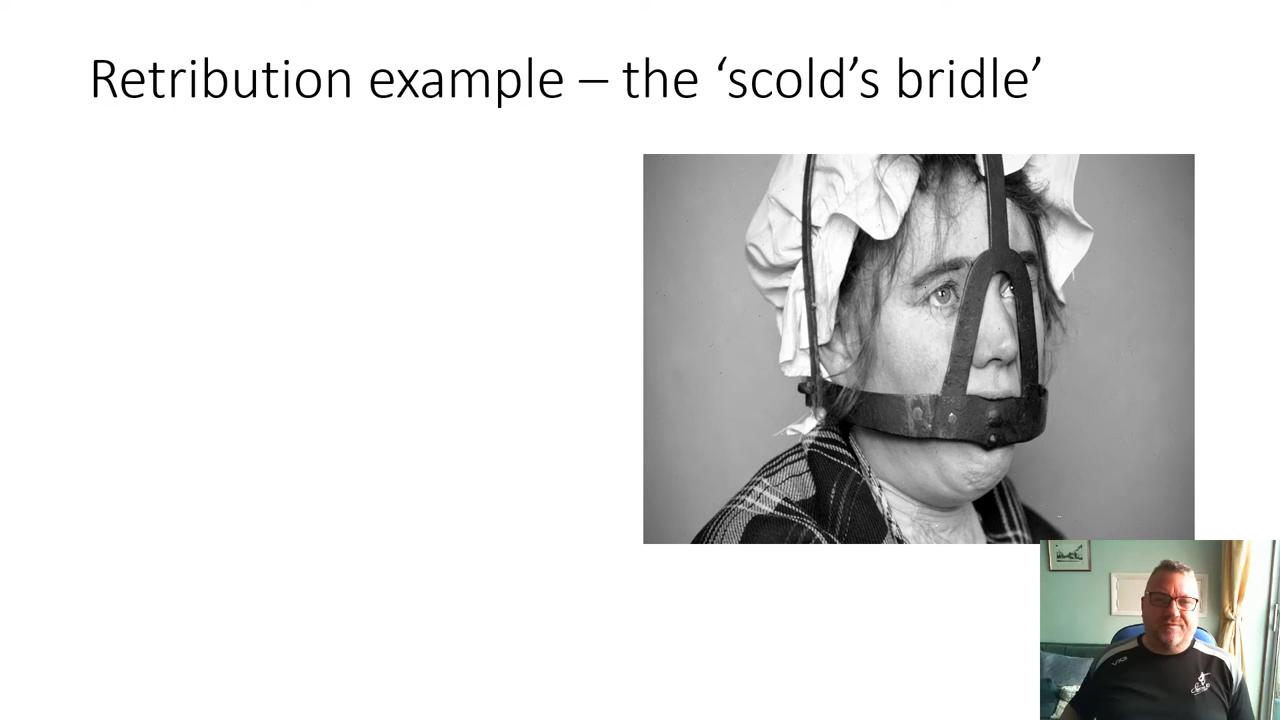 Retribution example – the ‘scold’s bridle’